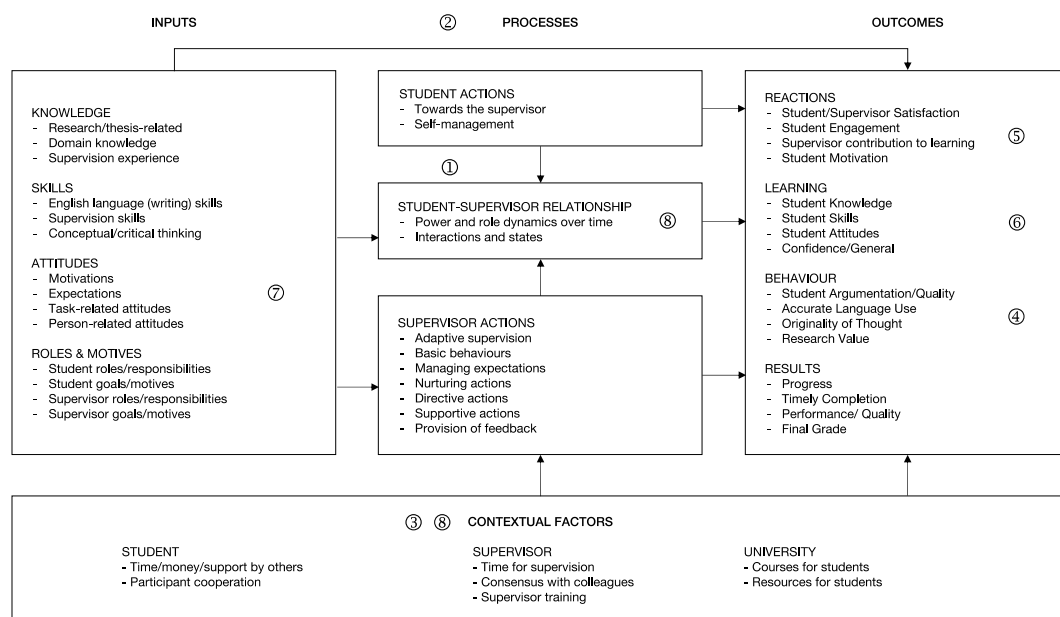 INPUTS
② PROCESSES
OUTCOMES
KNOWLEDGE
- Research/thesis-related
- Domain knowledge
- Supervision experience
SKILLS
- English language (writing) skills
- Supervision skills
- Conceptual/critical thinking
ATTITUDES
- Motivations
- Expectations
- Task-related attitudes
- Person-related attitudes
⑦
ROLES & MOTIVES
- Student roles/responsibilities
- Student goals/motives
- Supervisor roles/responsibilities
- Supervisor goals/motives
STUDENT ACTIONS
- Towards the supervisor
- Self-management
①
STUDENT-SUPERVISOR RELATIONSHIP
- Power and role dynamics over time
- Interactions and states
⑧
SUPERVISOR ACTIONS
- Adaptive supervision
- Basic behaviours
- Managing expectations
- Nurturing actions
- Directive actions
- Supportive actions
- Provision of feedback
REACTIONS
- Student/Supervisor Satisfaction
- Student Engagement
- Supervisor contribution to learning
- Student Motivation
⑤
LEARNING
- Student Knowledge
- Student Skills
- Student Attitudes
- Confidence/General
⑥
BEHAVIOUR
- Student Argumentation/Quality
- Accurate Language Use
- Originality of Thought
- Research Value
④
RESULTS
- Progress
- Timely Completion
- Performance/ Quality
- Final Grade
③ ⑧ CONTEXTUAL FACTORS
STUDENT
- Time/money/support by others
- Participant cooperation
SUPERVISOR
- Time for supervision
- Consensus with colleagues
- Supervisor training
UNIVERSITY
- Courses for students
- Resources for students